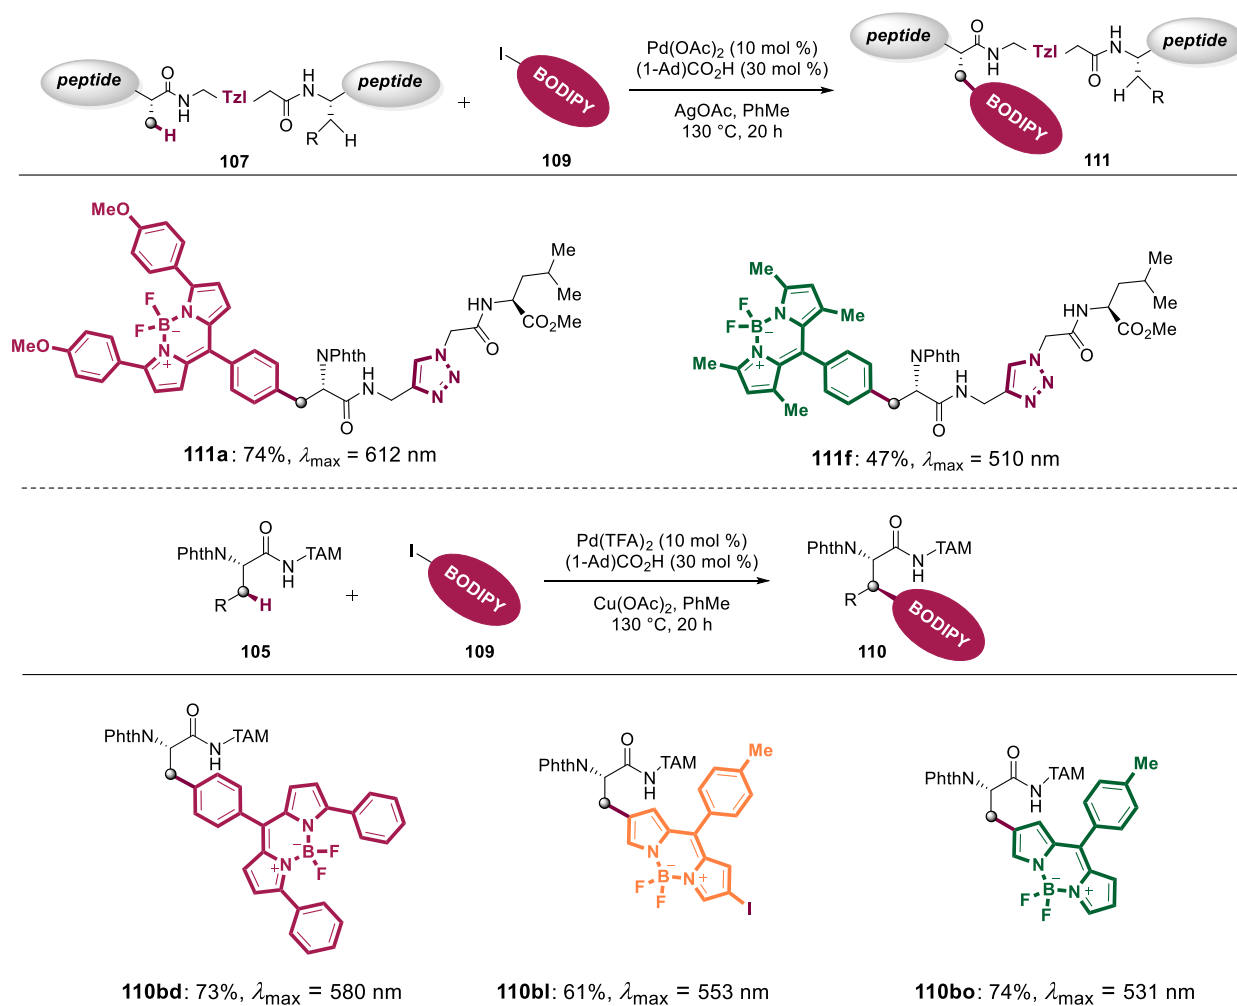 peptide
O
NH
Tzl
O
H
N
peptide
H
R
H
107
+
I
BODIPY
109
Pd(OAc)2 (10 mol %)
(1-Ad)CO2H (30 mol %)
AgOAc, PhMe
130 °C, 20 h
peptide
O
NH
Tzl
O
H
N
peptide
BODIPY
H
R
111
MeO
F
F
B
−
N
N
+
MeO
NPhth
O
H
N
N
N
N
O
HN
Me
Me
CO2Me
111a: 74%, λmax = 612 nm
Me
F
F
B
−
N
N
+
Me
Me
Me
NPhth
O
H
N
N
N
N
O
HN
Me
Me
CO2Me
111f: 47%, λmax = 510 nm
PhthN
O
N
H
TAM
R
H
105
+
I
BODIPY
109
Pd(TFA)2 (10 mol %)
(1-Ad)CO2H (30 mol %)
Cu(OAc)2, PhMe
130 °C, 20 h
PhthN
O
N
H
TAM
R
BODIPY
110
PhthN
O
N
H
TAM
N
−
B
F
F
N
+
110bd: 73%, λmax = 580 nm
PhthN
O
N
H
TAM
Me
N
−
B
N
+
F
F
I
110bl: 61%, λmax = 553 nm
PhthN
O
N
H
TAM
Me
N
−
B
N
+
F
F
110bo: 74%, λmax = 531 nm